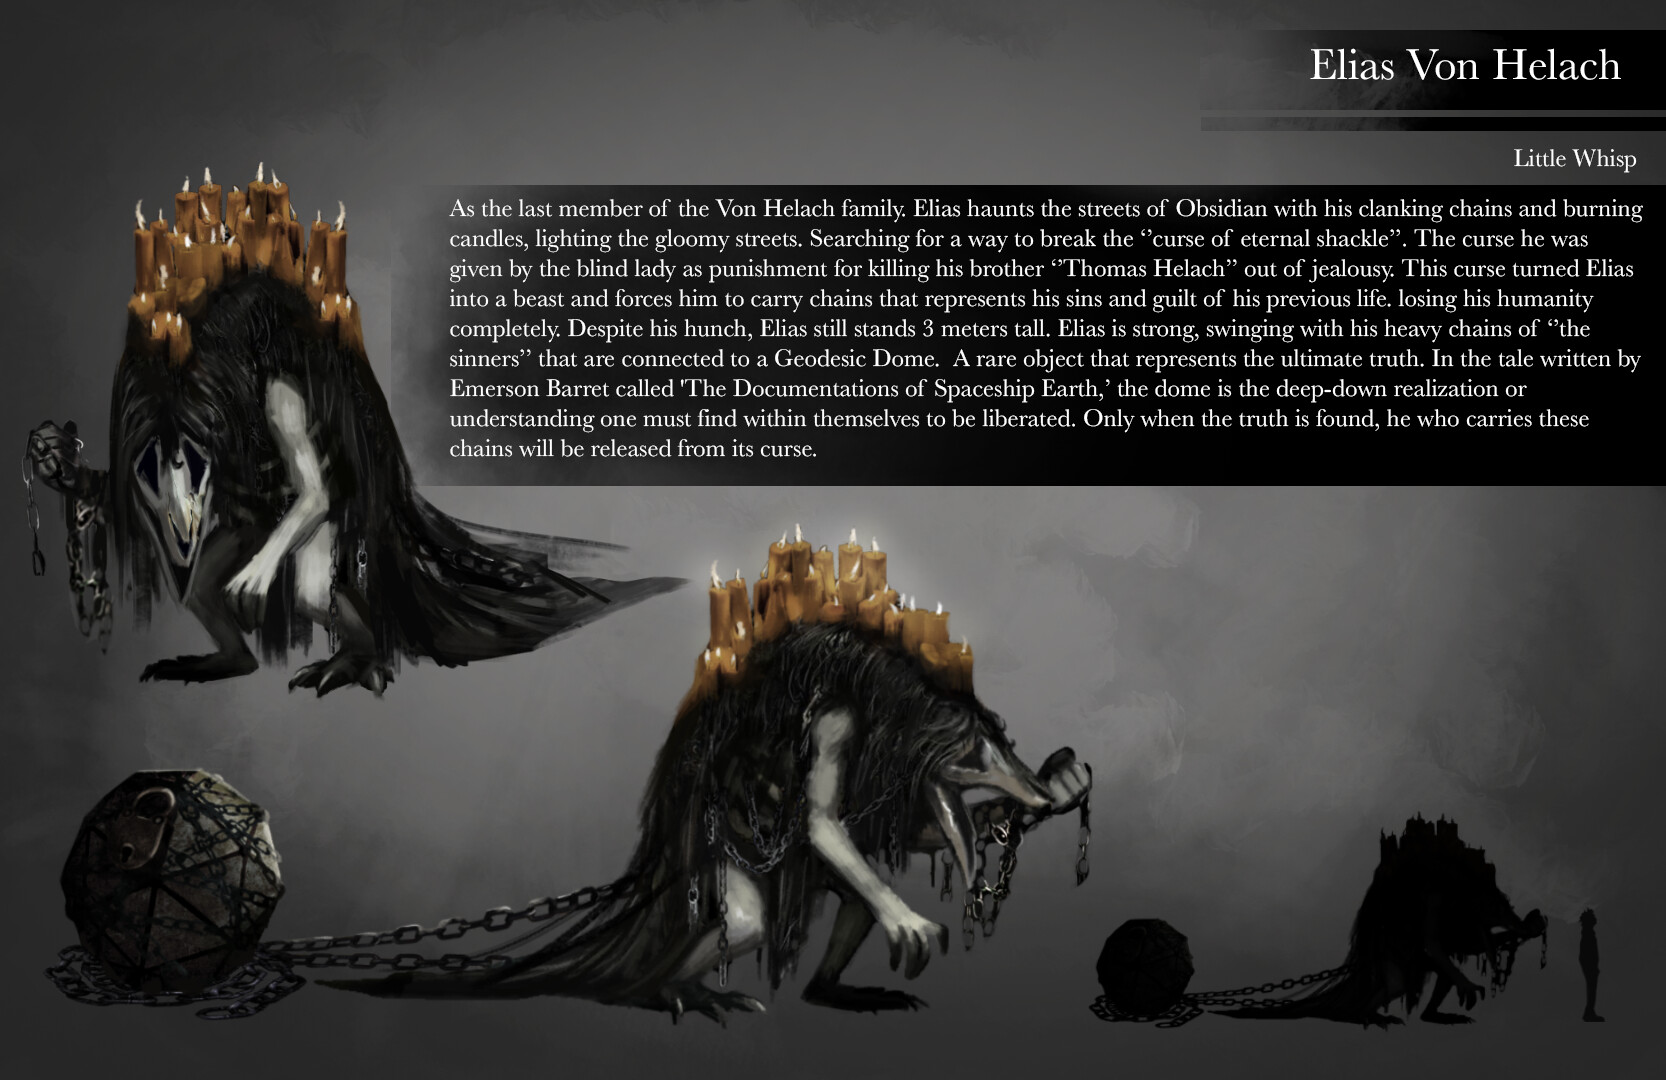 Elias Von Helach
Little Whisp
As the last member of the Von Helach family. Elias haunts the streets of Obsidian with his clanking chains and burning
candles, lighting the gloomy streets. Searching for a way to break the ‘’curse of eternal shackle’’. The curse he was
given by the blind lady as punishment for killing his brother ‘’Thomas Helach’’ out of jealousy. This curse turned Elias
into a beast and forces him to carry chains that represents his sins and guilt of his previous life. losing his humanity
completely. Despite his hunch, Elias still stands 3 meters tall. Elias is strong, swinging with his heavy chains of ‘’the
sinners’’ that are connected to a Geodesic Dome.  A rare object that represents the ultimate truth. In the tale written by
Emerson Barret called 'The Documentations of Spaceship Earth,’ the dome is the deep-down realization or
understanding one must find within themselves to be liberated. Only when the truth is found, he who carries these
chains will be released from its curse.